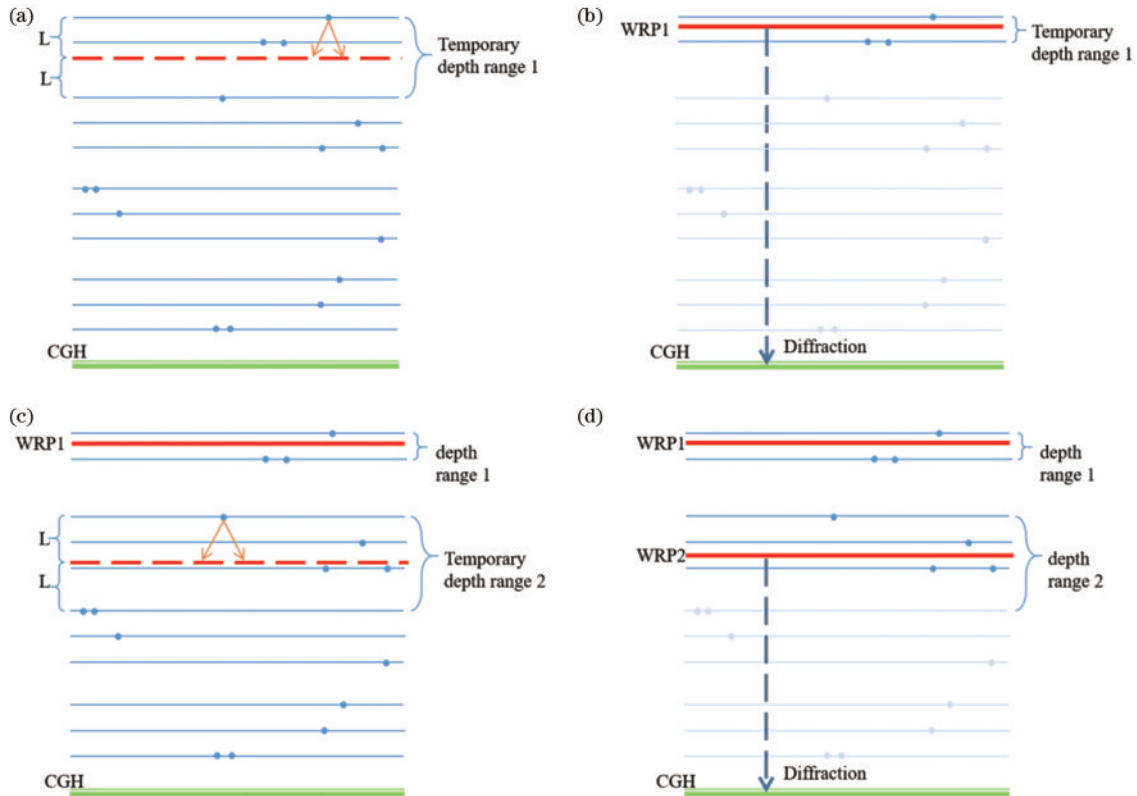 (a)
L
L
Temporary
depth range 1
CGH
(b)
WRP1
Temporary
depth range 1
CGH
Diffraction
(c)
WRP1
depth
range 1
L
L
Temporary
depth range 2
CGH
(d)
WRP1
depth
range 1
WRP2
depth
range 2
CGH
Diffraction